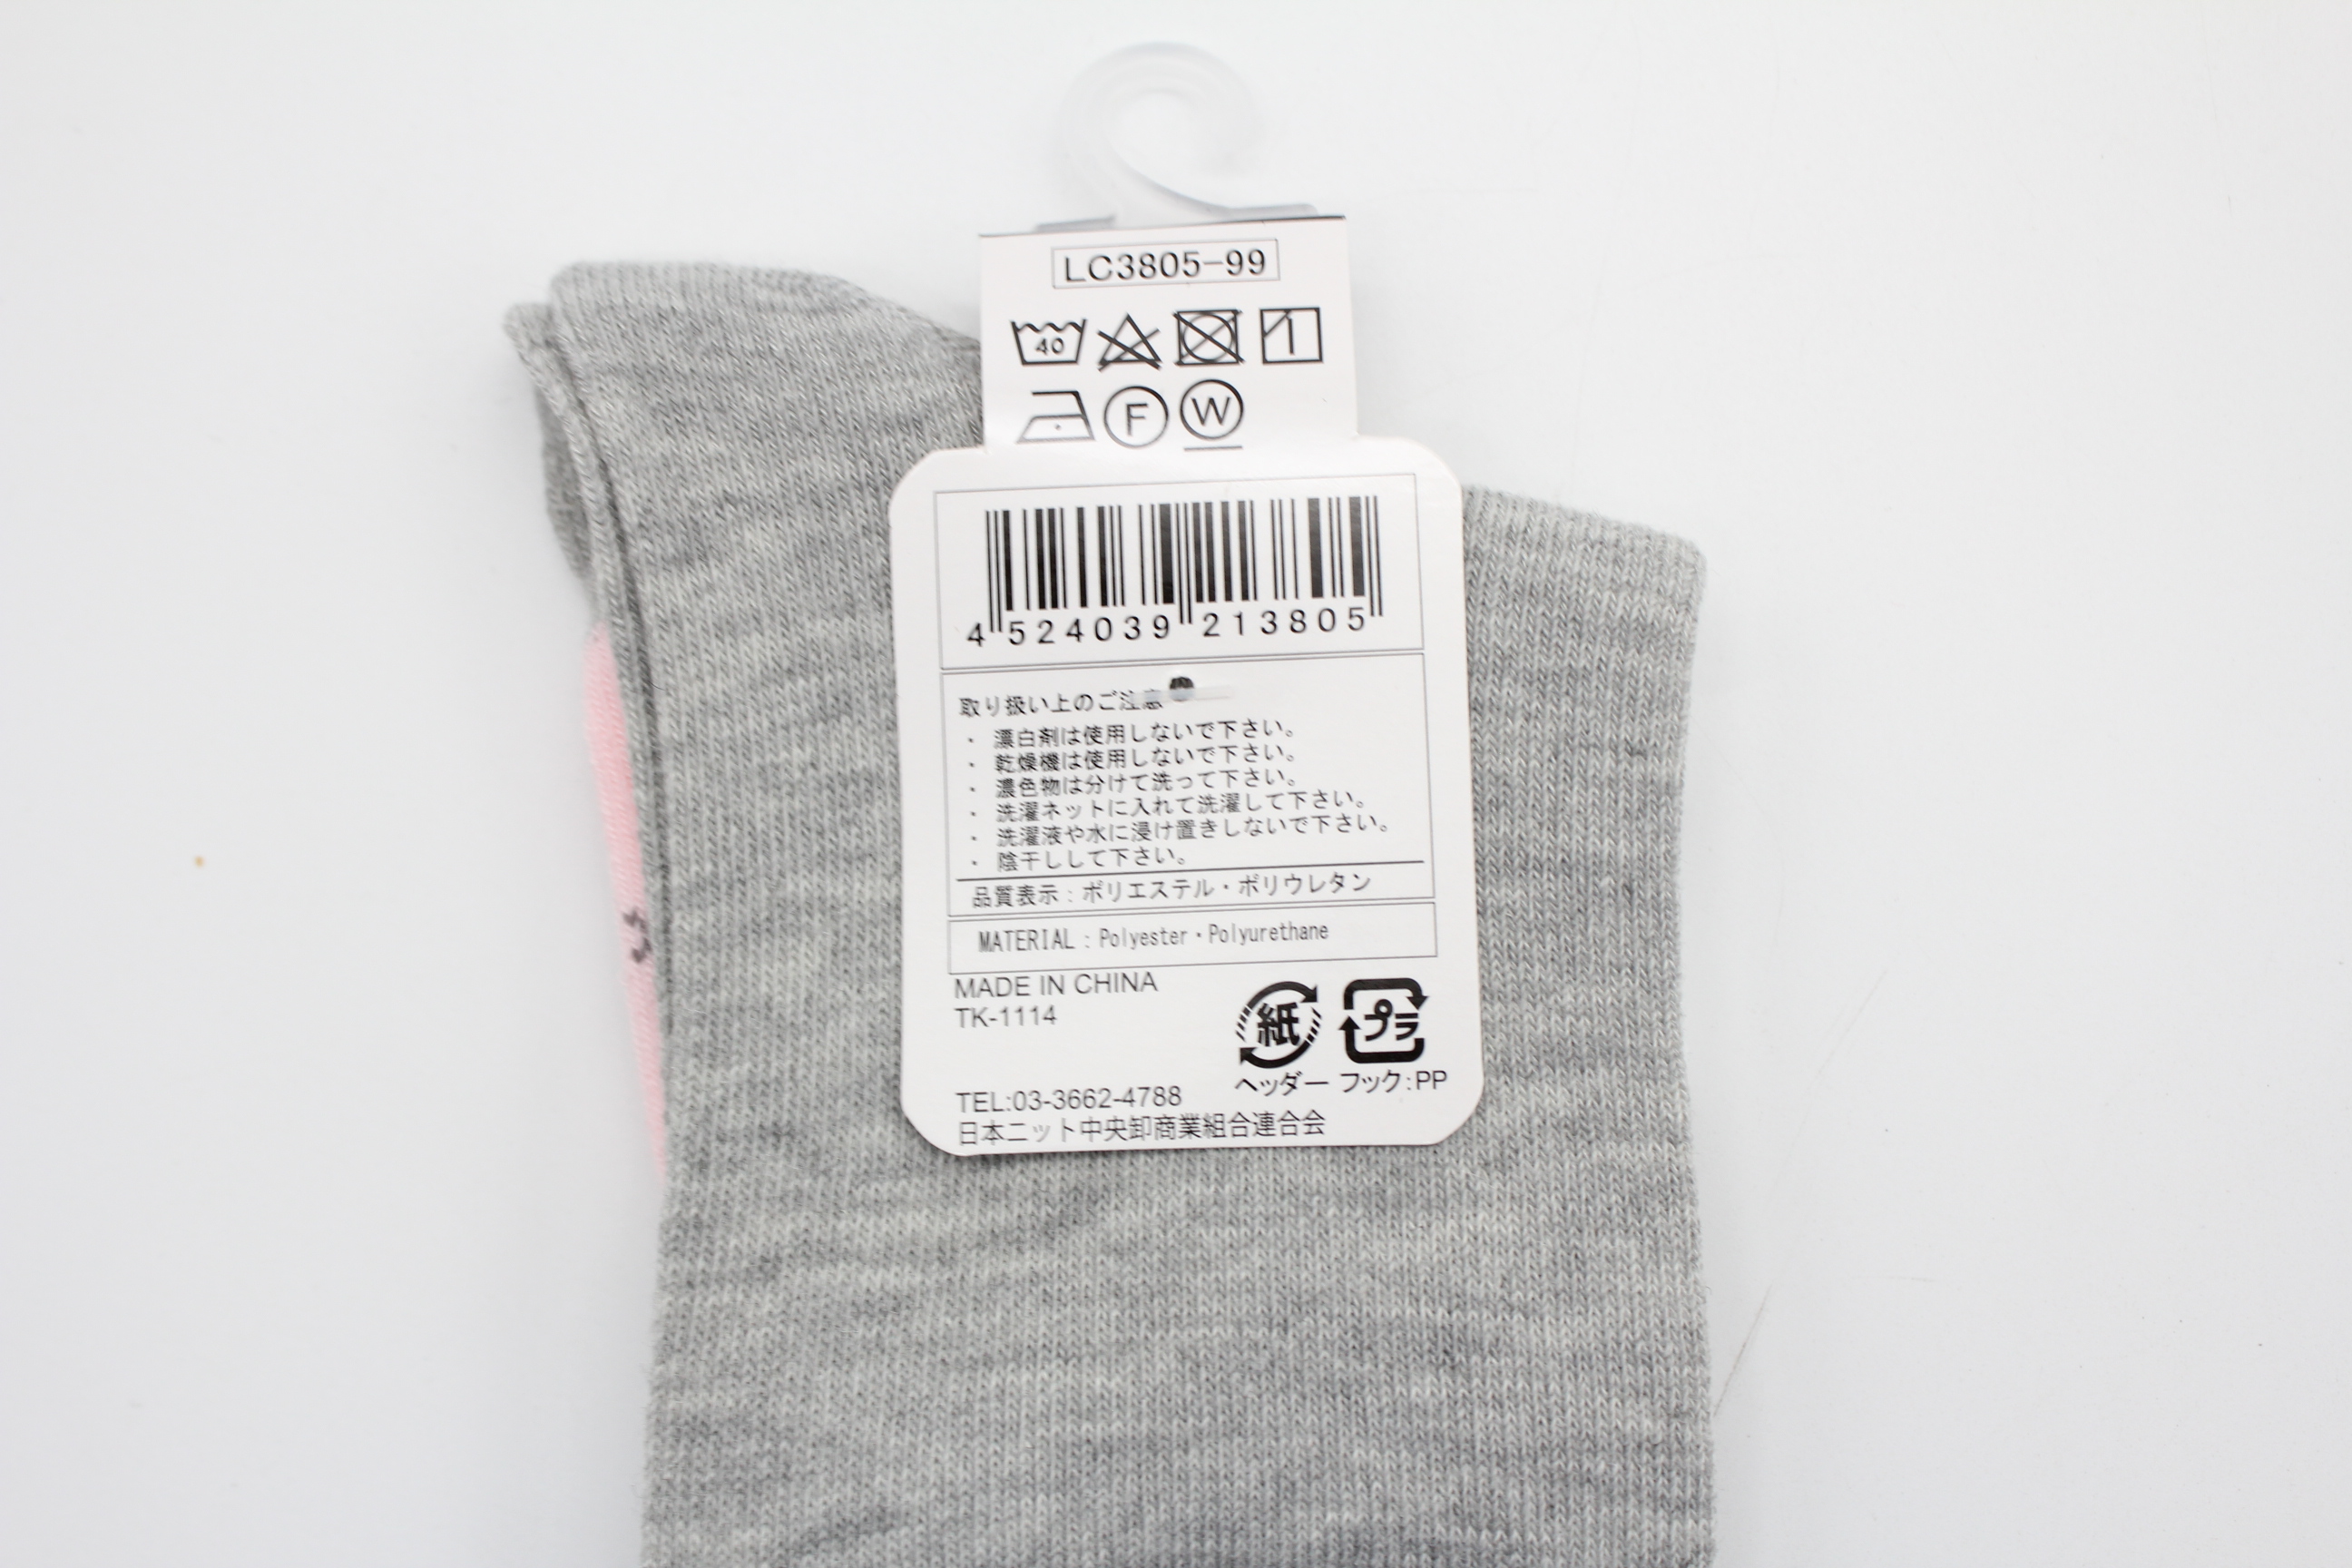 LC3805-99
40
F W
4 524039 213805
取り扱い上のご注意
・ 漂白剤は使用しないで下さい。
・ 乾燥機は使用しないで下さい。
・ 濃色物は分けて洗って下さい。
・ 洗濯ネットに入れて洗濯して下さい。
・ 洗濯液や水に浸け置きしないで下さい。
・ 陰干しして下さい。
品質表示：ポリエステル・ポリウレタン
MATERIAL：Polyester・Polyurethane
MADE IN CHINA
TK-1114
紙 プラ
ヘッダー フック：PP
TEL:03-3662-4788
日本ニット中央卸商業組合連合会